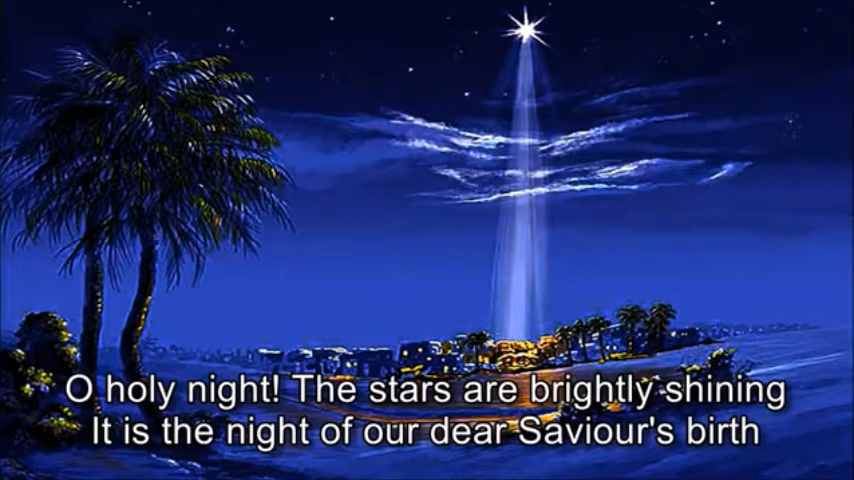 O holy night! The stars are brightly shining
It is the night of our dear Saviour's birth